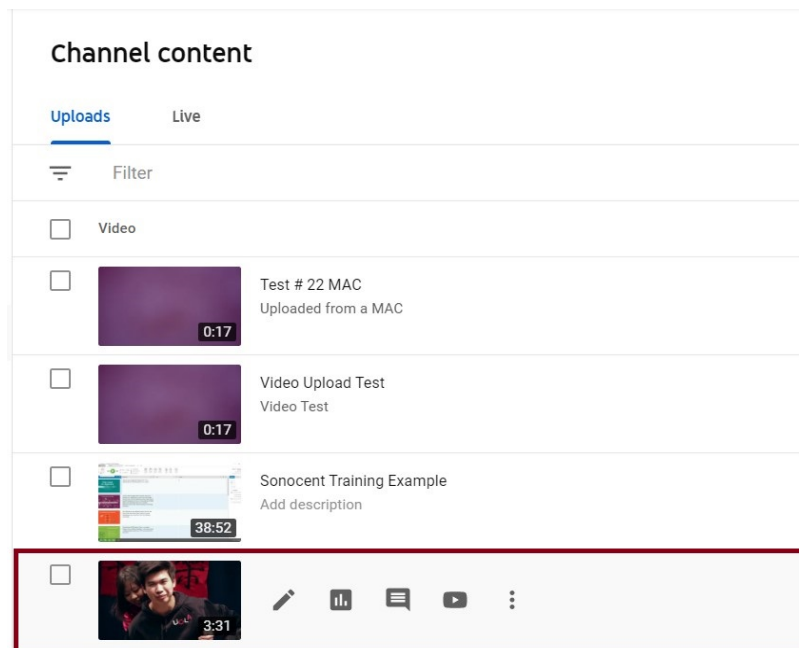 Channel content
Uploads Live
Filter
Video
Test # 22 MAC
Uploaded from a MAC
0:17
Video Upload Test
Video Test
0:17
Sonocent Training Example
Add description
38:52
3:31